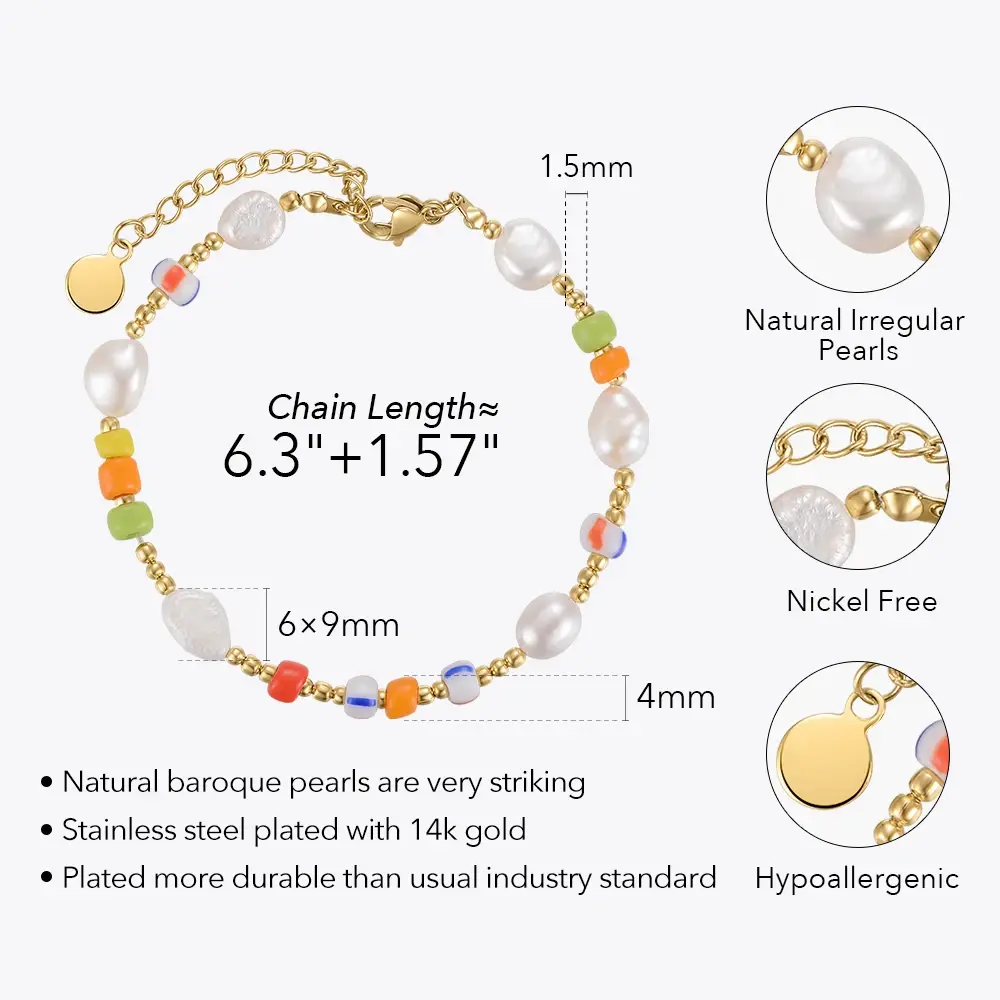 1.5mm
Chain Length≈
6.3"+1.57"
6×9mm
4mm
Natural Irregular
Pearls
Nickel Free
Hypoallergenic
• Natural baroque pearls are very striking
• Stainless steel plated with 14k gold
• Plated more durable than usual industry standard